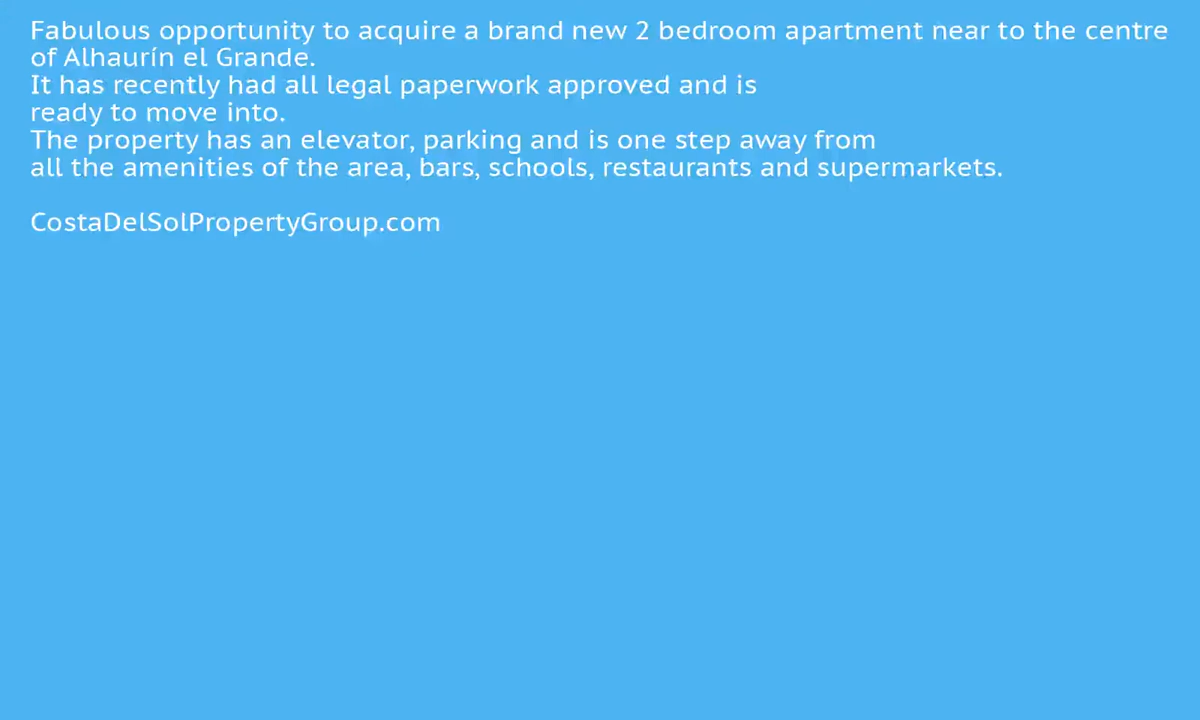 Fabulous opportunity to acquire a brand new 2 bedroom apartment near to the centre
of Alhaurín el Grande.
It has recently had all legal paperwork approved and is
ready to move into.
The property has an elevator, parking and is one step away from
all the amenities of the area, bars, schools, restaurants and supermarkets.
CostaDelSolPropertyGroup.com